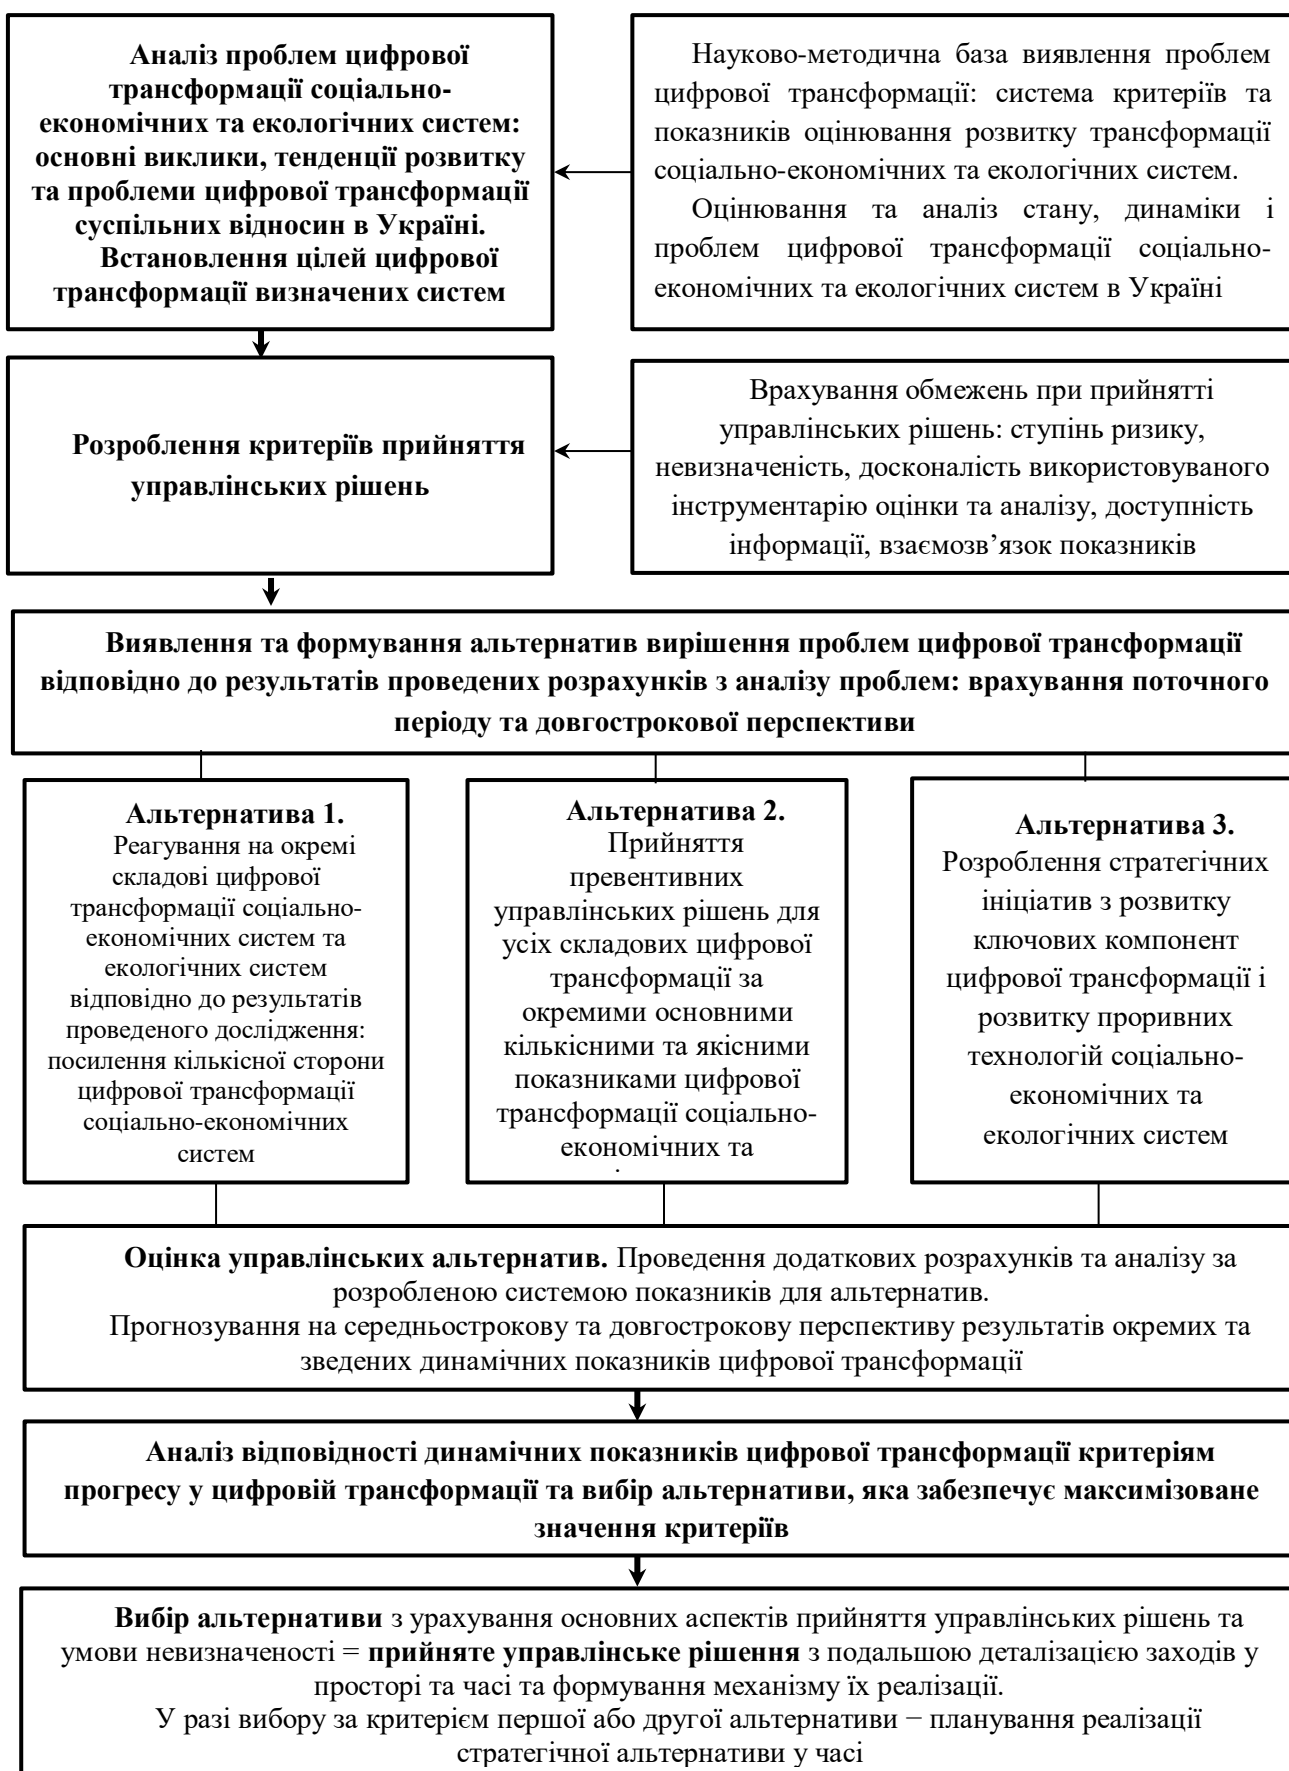 Аналіз проблем цифрової
трансформації соціально-
економічних та екологічних систем:
основні виклики, тенденції розвитку
та проблеми цифрової трансформації
суспільних відносин в Україні.
Встановлення цілей цифрової
трансформації визначених систем
Науково-методична база виявлення проблем
цифрової трансформації: система критеріїв та
показників оцінювання розвитку трансформації
соціально-економічних та екологічних систем.
Оцінювання та аналіз стану, динаміки і
проблем цифрової трансформації соціально-
економічних та екологічних систем в Україні
Розроблення критеріїв прийняття
управлінських рішень
Врахування обмежень при прийнятті
управлінських рішень: ступінь ризику,
невизначеність, досконалість використовуваного
інструментарію оцінки та аналізу, доступність
інформації, взаємозв’язок показників
Виявлення та формування альтернатив вирішення проблем цифрової трансформації
відповідно до результатів проведених розрахунків з аналізу проблем: врахування поточного
періоду та довгострокової перспективи
Альтернатива 1.
Реагування на окремі
складові цифрової
трансформації соціально-
економічних систем та
екологічних систем
відповідно до результатів
проведеного дослідження:
посилення кількісної сторони
цифрової трансформації
соціально-економічних
систем
Альтернатива 2.
Прийняття
превентивних
управлінських рішень для
усіх складових цифрової
трансформації за
окремими основними
кількісними та якісними
показниками цифрової
трансформації соціально-
економічних та
Альтернатива 3.
Розроблення стратегічних
ініціатив з розвитку
ключових компонент
цифрової трансформації і
розвитку проривних
технологій соціально-
економічних та
екологічних систем
Оцінка управлінських альтернатив. Проведення додаткових розрахунків та аналізу за
розробленою системою показників для альтернатив.
Прогнозування на середньострокову та довгострокову перспективу результатів окремих та
зведених динамічних показників цифрової трансформації
Аналіз відповідності динамічних показників цифрової трансформації критеріям
прогресу у цифровій трансформації та вибір альтернативи, яка забезпечує максимізоване
значення критеріїв
Вибір альтернативи з урахування основних аспектів прийняття управлінських рішень та
умови невизначеності = прийняте управлінське рішення з подальшою деталізацією заходів у
просторі та часі та формування механізму їх реалізації.
У разі вибору за критерієм першої або другої альтернативи − планування реалізації
стратегічної альтернативи у часі